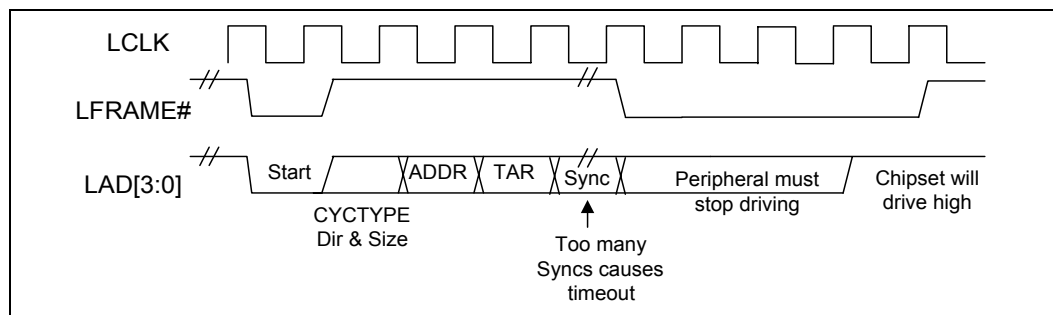 LCLK
LFRAME#
LAD[3:0]
Start
ADDR
TAR
Sync
Peripheral must
stop driving
Chipset will
drive high
CYCTYPE
Dir & Size
Too many
Syncs causes
timeout